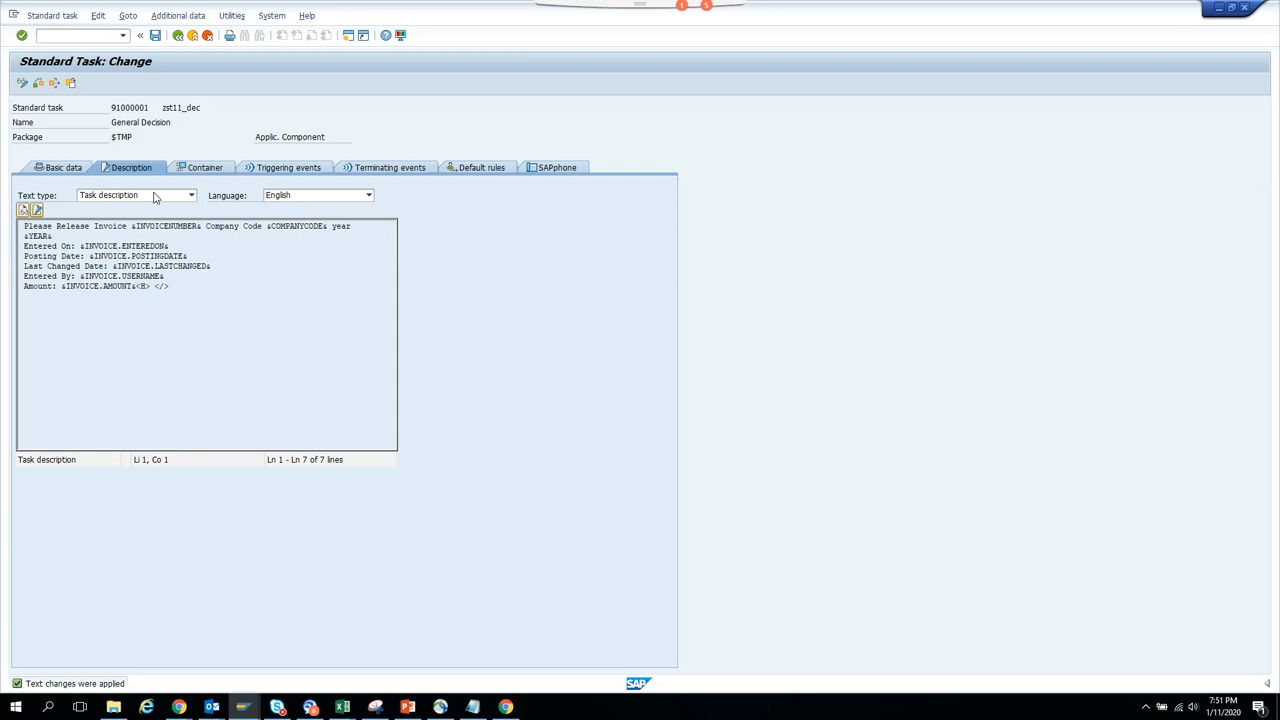 1 5
Standard task Edit Goto Additional data Utilities System Help
Standard Task: Change
Standard task 91000001 zst11_dec
Name General Decision
Package $TMP Applic. Component
Basic data Description Container Triggering events Terminating events Default rules SAPphone
Text type: Task description Language: English
Please Release Invoice &INVOICENUMBER& Company Code &COMPANYCODE& year
&YEAR&
Entered On: &INVOICE.ENTEREDON&
Posting Date: &INVOICE.POSTINGDATE&
Last Changed Date: &INVOICE.LASTCHANGED&
Entered By: &INVOICE.USERNAME&
Amount: &INVOICE.AMOUNT&<H> </>
Task description Li 1, Co 1 Ln 1 - Ln 7 of 7 lines
Text changes were applied
SAP
7:51 PM
1/11/2020